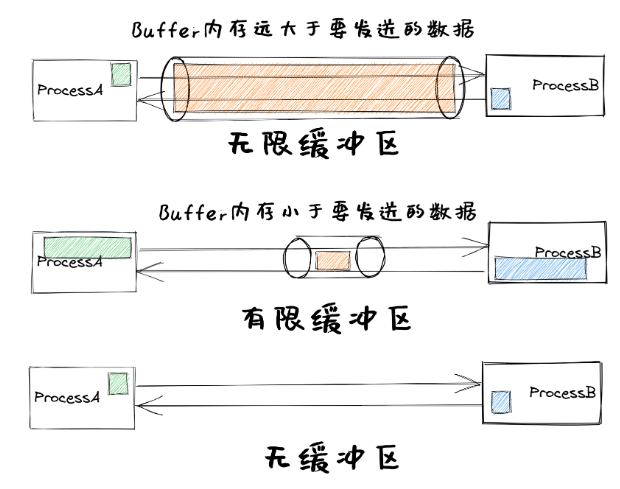 Buffer内存远大于要发送的数据
ProcessA
ProcessB
无限缓冲区
Buffer内存小于要发送的数据
ProcessA
ProcessB
有限缓冲区
ProcessA
ProcessB
无缓冲区